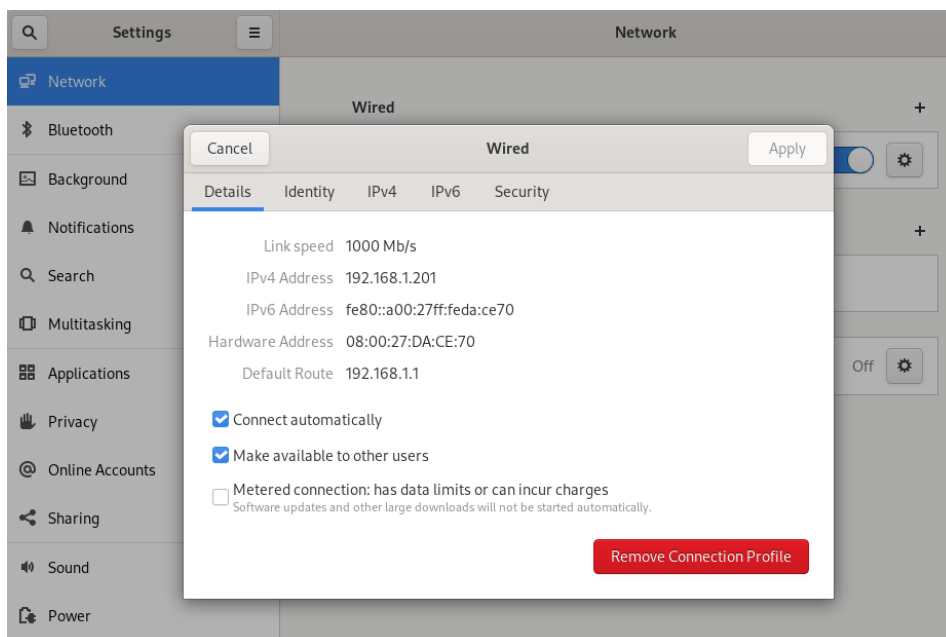 Settings
Network
Network
Bluetooth
Background
Notifications
Search
Multitasking
Applications
Privacy
Online Accounts
Sharing
Sound
Power
Wired
Off
Cancel
Wired
Apply
Details Identity IPv4 IPv6 Security
Link speed 1000 Mb/s
IPv4 Address 192.168.1.201
IPv6 Address fe80::a00:27ff:feda:ce70
Hardware Address 08:00:27:DA:CE:70
Default Route 192.168.1.1
Connect automatically
Make available to other users
Metered connection: has data limits or can incur charges
Software updates and other large downloads will not be started automatically.
Remove Connection Profile